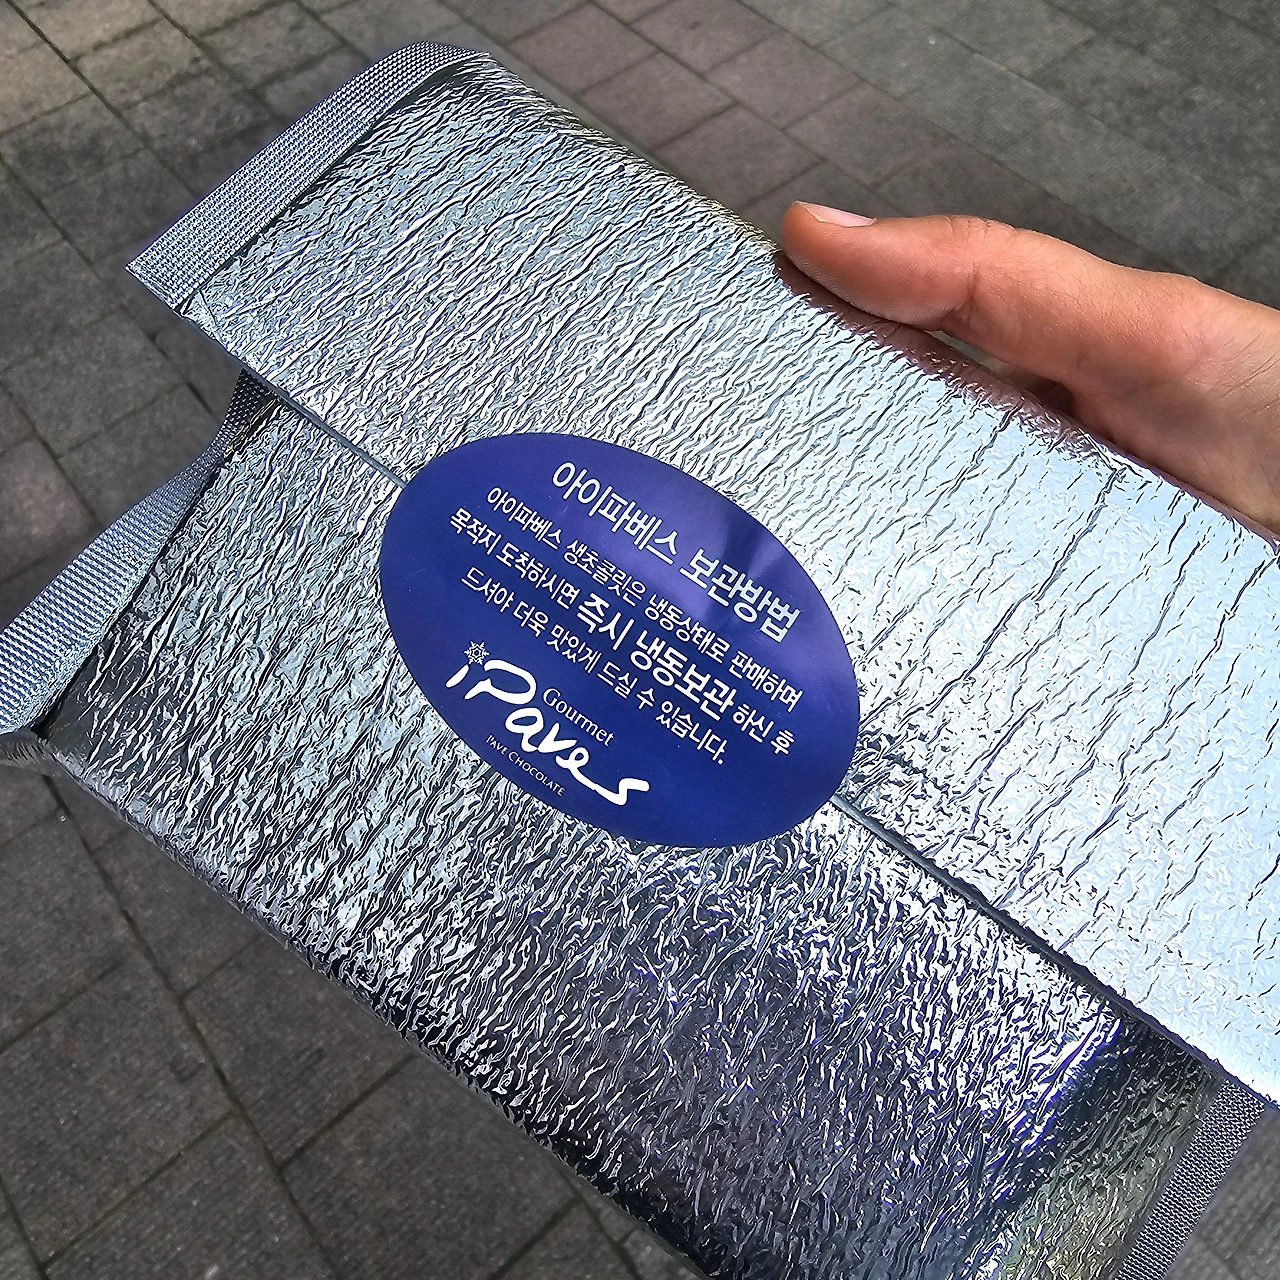 아이파베스 보관방법
아이파베스 생초콜릿은 냉동상태로 판매하며
목적지 도착하시면 즉시 냉동보관 하신 후
드셔야 더욱 맛있게 드실 수 있습니다.
Gourmet
iPaves
PAVE CHOCOLATE